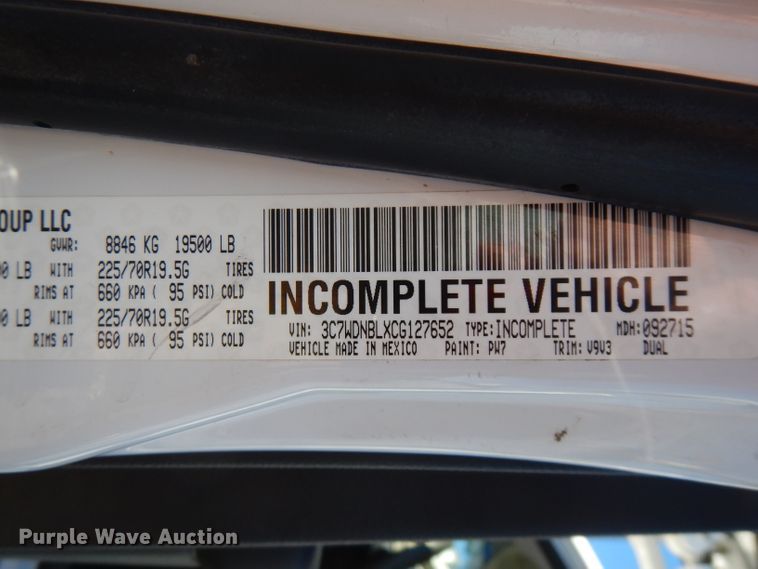 OUP LLC
GVWR: 8846 KG 19500 LB
0 LB WITH 225/70R19.5G TIRES
RIMS AT 660 KPA ( 95 PSI) COLD
0 LB WITH 225/70R19.5G TIRES
RIMS AT 660 KPA ( 95 PSI) COLD
INCOMPLETE VEHICLE
VIN: 3C7WDNBLXCG127652 TYPE: INCOMPLETE MDH: 092715
VEHICLE MADE IN MEXICO PAINT: PW7 TRIM: V9V3 DUAL
Purple Wave Auction®